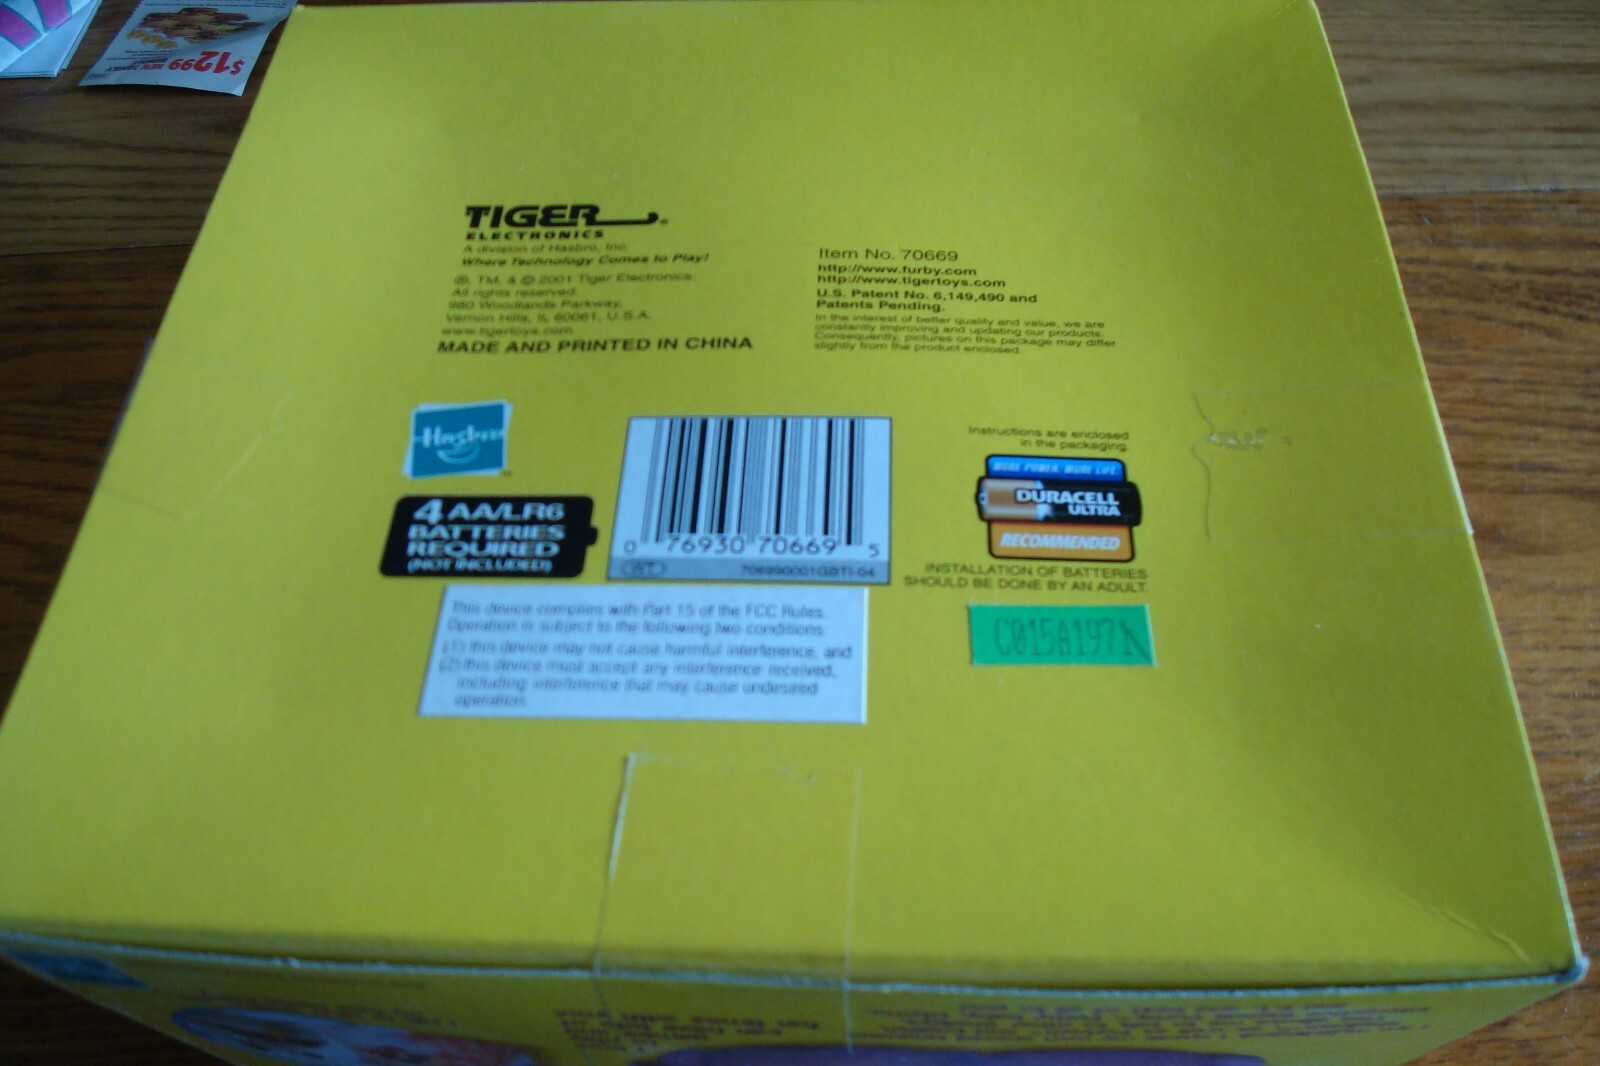 $12.99 NEW FAMILY
TIGER
ELECTRONICS
A division of Hasbro, Inc.
Where Technology Comes to Play!
®, TM, & © 2001 Tiger Electronics.
All rights reserved.
980 Woodlands Parkway,
Vernon Hills, IL 60061, U.S.A.
www.tigertoys.com
MADE AND PRINTED IN CHINA
Item No. 70669
http://www.furby.com
http://www.tigertoys.com
U.S. Patent No. 6,149,490 and
Patents Pending.
In the interest of better quality and value, we are
constantly improving and updating our products.
Consequently, pictures on this package may differ
slightly from the product enclosed.
Hasbro
TM
4 AA/LR6
BATTERIES
REQUIRED
(NOT INCLUDED)
0 76930 70669 5
Instructions are enclosed
in the packaging.
MORE POWER. MORE LIFE.
DURACELL
ULTRA
RECOMMENDED
INSTALLATION OF BATTERIES
SHOULD BE DONE BY AN ADULT.
This device complies with Part 15 of the FCC Rules.
Operation is subject to the following two conditions:
(1) this device may not cause harmful interference, and
(2) this device must accept any interference received,
including interference that may cause undesired
operation.
C015A1971